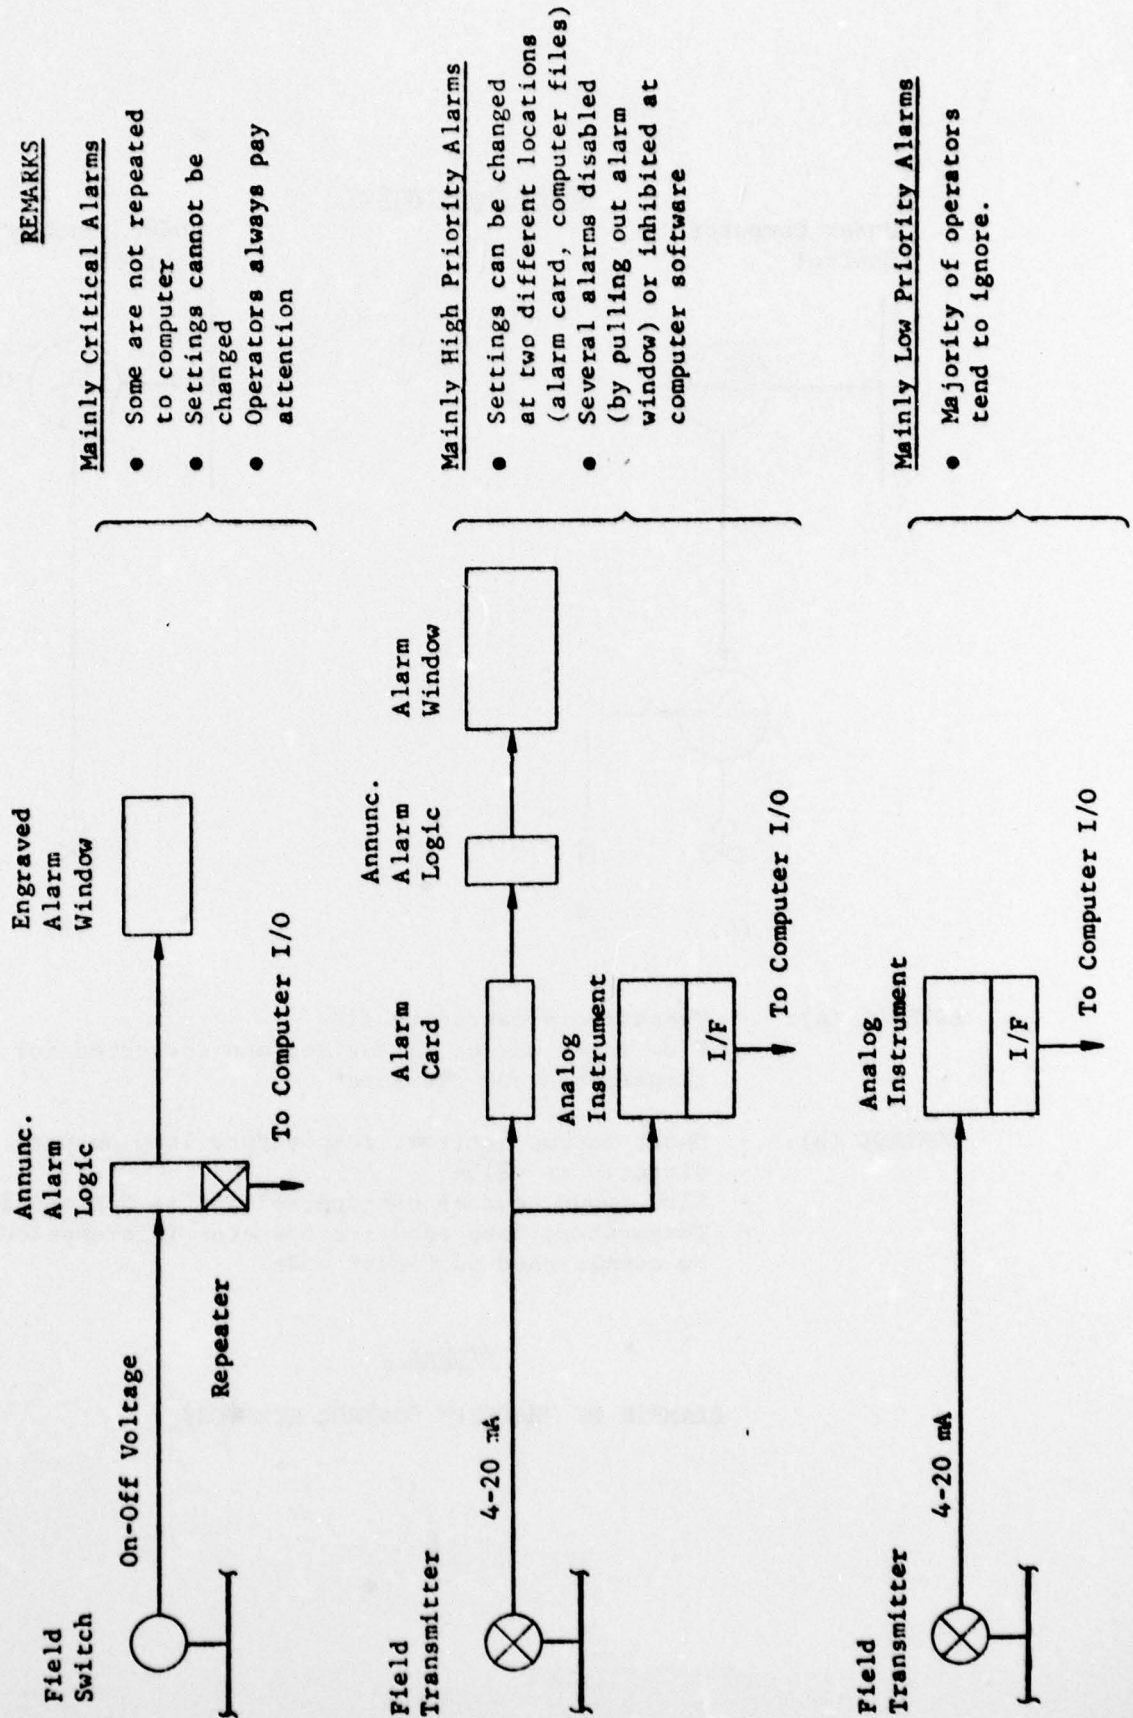 REMARKS
Field
Switch
On-Off Voltage
Repeater
Annunc.
Alarm
Logic
To Computer I/O
Engraved
Alarm
Window
Mainly Critical Alarms
● Some are not repeated
to computer
● Settings cannot be
changed
● Operators always pay
attention
Field
Transmitter
4-20 mA
Alarm
Card
Analog
Instrument
I/F
To Computer I/O
Annunc.
Alarm
Logic
Alarm
Window
Mainly High Priority Alarms
● Settings can be changed
at two different locations
(alarm card, computer files)
● Several alarms disabled
(by pulling out alarm
window) or inhibited at
computer software
Field
Transmitter
4-20 mA
Analog
Instrument
I/F
To Computer I/O
Mainly Low Priority Alarms
● Majority of operators
tend to ignore.